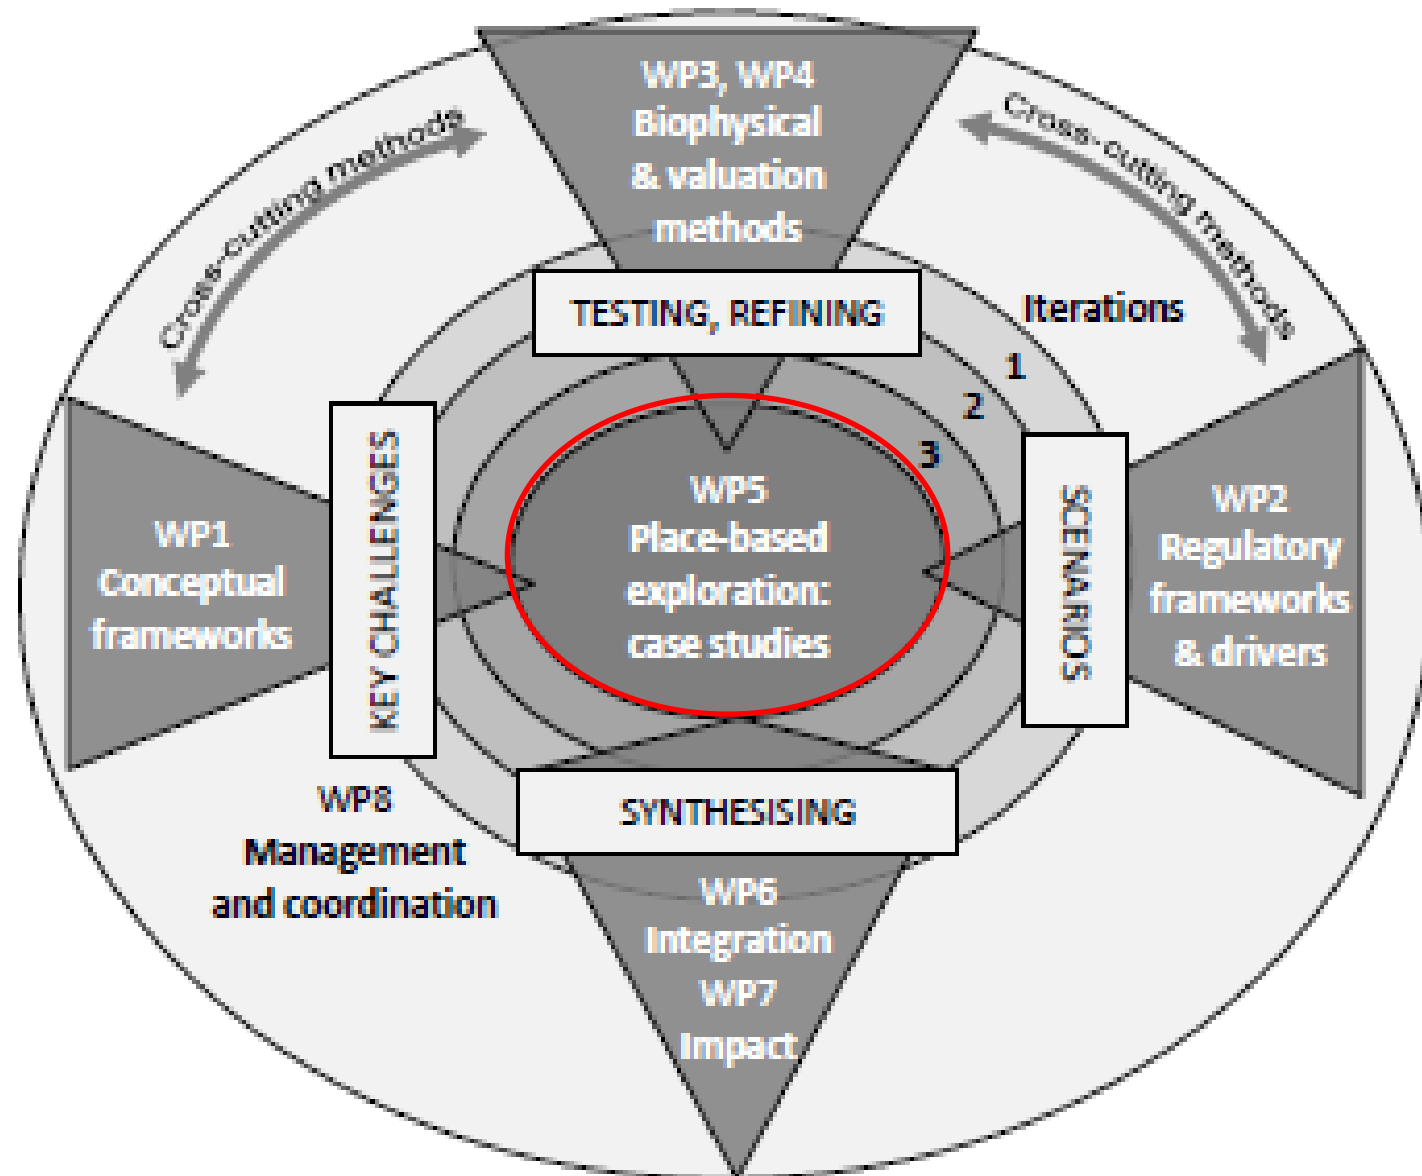 WP3, WP4
Biophysical
& valuation
methods
Cross-cutting methods
Cross-cutting methods
TESTING, REFINING
Iterations
1
2
3
KEY CHALLENGES
SCENARIOS
WP1
Conceptual
frameworks
WP5
Place-based
exploration:
case studies
WP2
Regulatory
frameworks
& drivers
WP8
Management
and coordination
SYNTHESISING
WP6
Integration
WP7
Impact